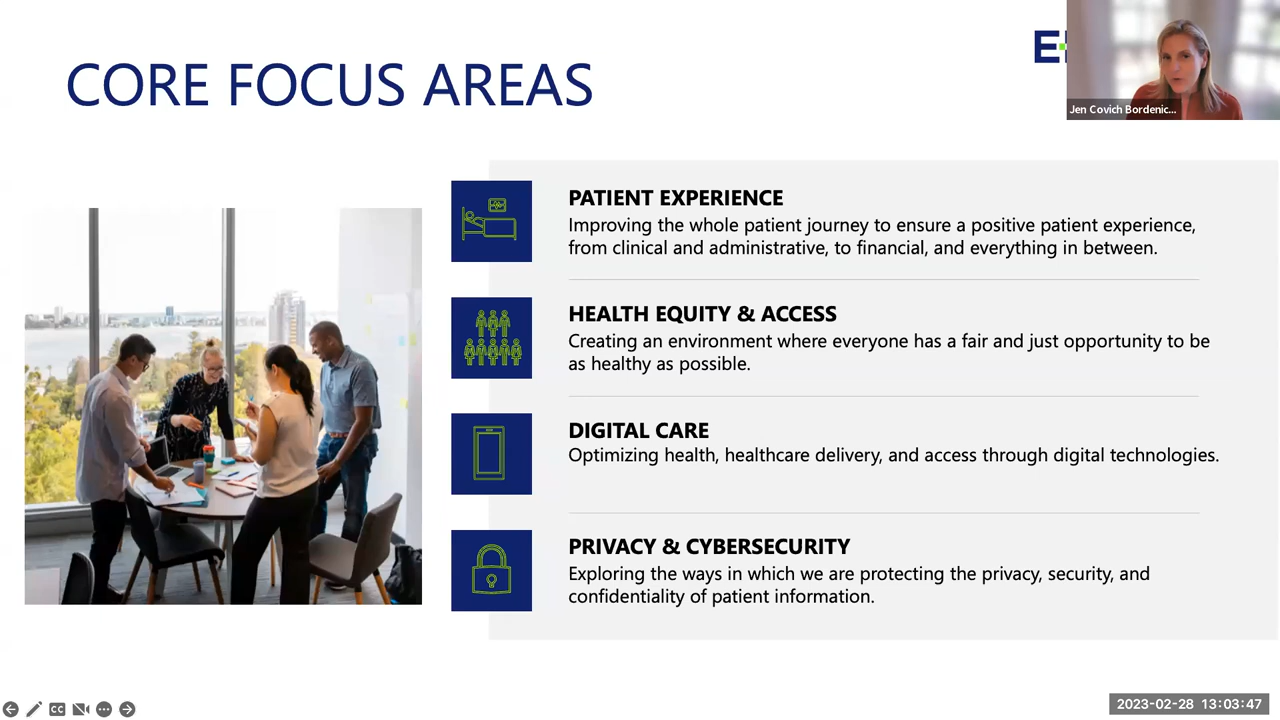 CORE FOCUS AREAS
Jen Covich Bordenic...
PATIENT EXPERIENCE
Improving the whole patient journey to ensure a positive patient experience,
from clinical and administrative, to financial, and everything in between.
HEALTH EQUITY & ACCESS
Creating an environment where everyone has a fair and just opportunity to be
as healthy as possible.
DIGITAL CARE
Optimizing health, healthcare delivery, and access through digital technologies.
PRIVACY & CYBERSECURITY
Exploring the ways in which we are protecting the privacy, security, and
confidentiality of patient information.
CC
2023-02-28 13:03:47